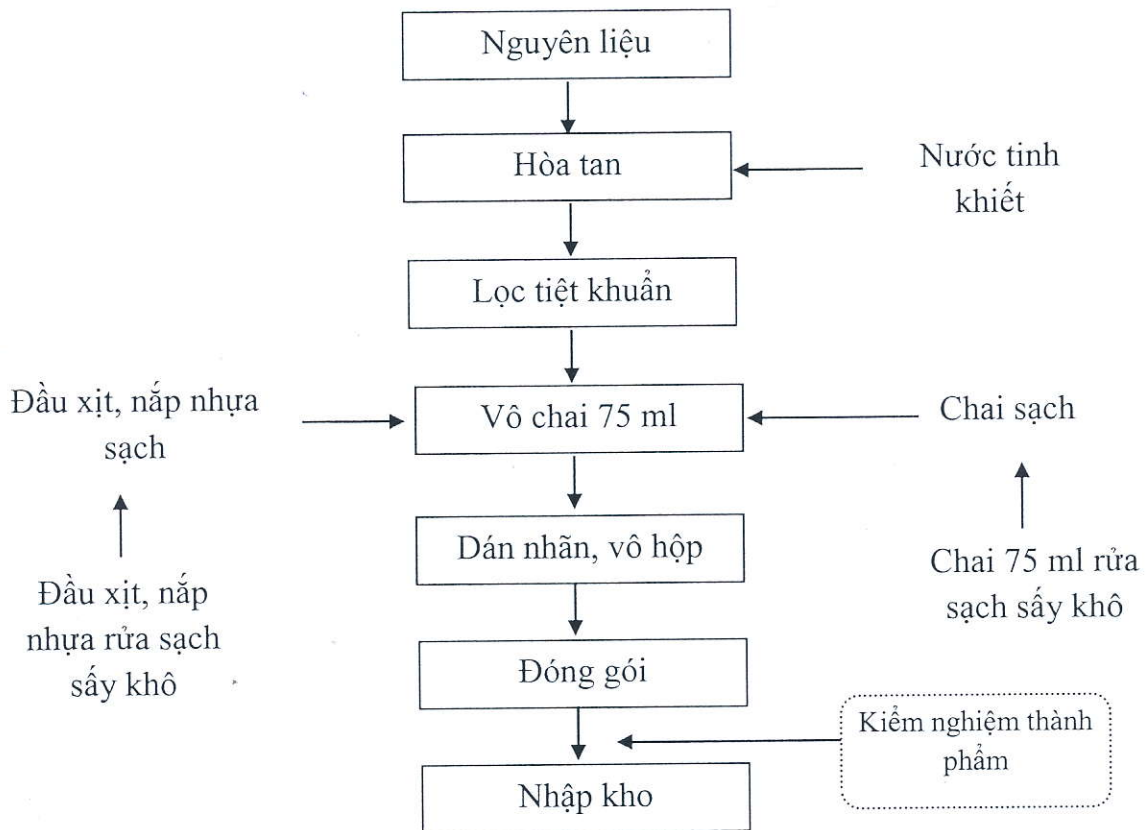 Nguyên liệu
Hòa tan
Nước tinh
khiết
Lọc tiệt khuẩn
Đầu xịt, nắp nhựa
sạch
Vô chai 75 ml
Chai sạch
Dán nhãn, vô hộp
Đầu xịt, nắp
nhựa rửa sạch
sấy khô
Chai 75 ml rửa
sạch sấy khô
Đóng gói
Kiểm nghiệm thành
phẩm
Nhập kho